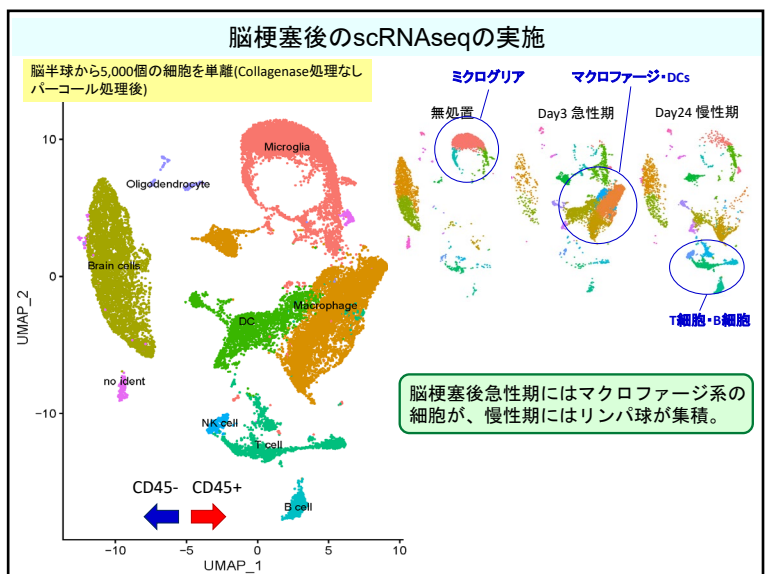 脳梗塞後のscRNAseqの実施
脳半球から5,000個の細胞を単離(Collagenase処理なし
パーコール処理後)
ミクログリア
マクロファージ・DCs
無処置
Day3 急性期
Day24 慢性期
10
0
−10
UMAP_2
Microglia
Oligodendrocyte
Brain cells
Macrophage
DC
no ident
NK cell
T cell
B cell
CD45-
CD45+
−10
−5
0
5
10
UMAP_1
T細胞・B細胞
脳梗塞後急性期にはマクロファージ系の
細胞が、慢性期にはリンパ球が集積。